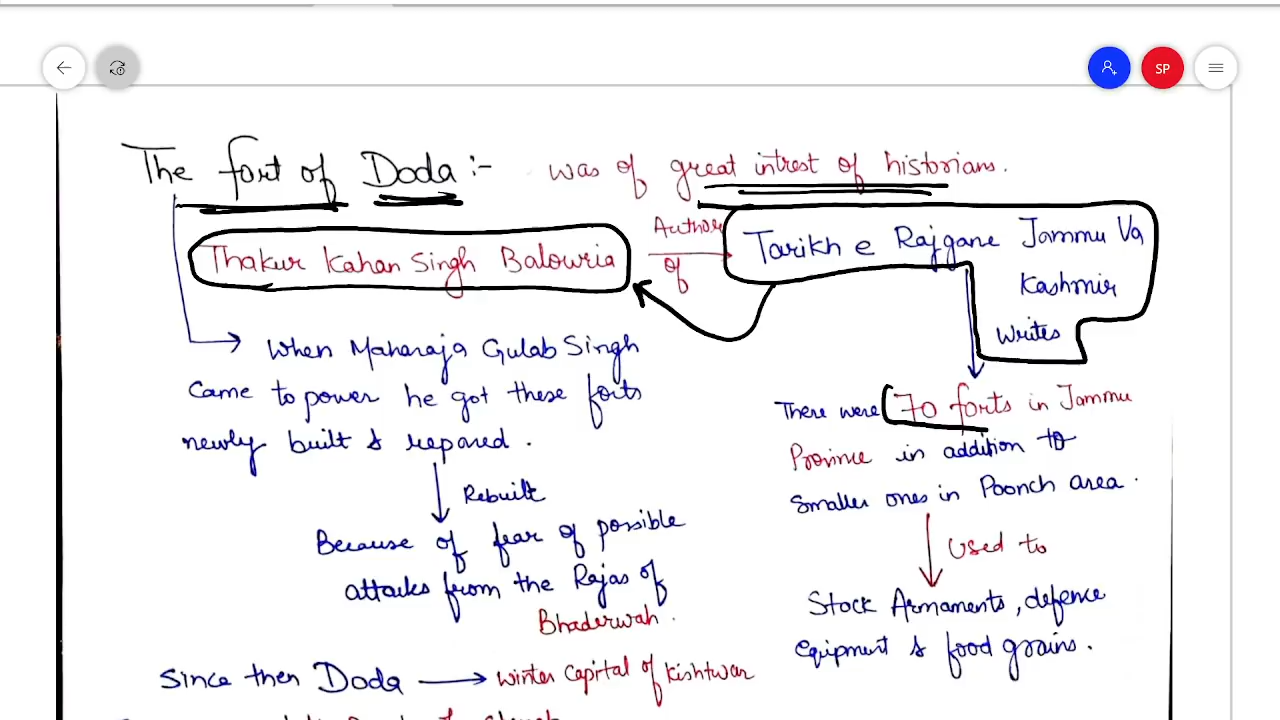 SP
The fort of Doda :- was of great intrest of historians.
Thakur Kahan Singh Balowria
Author of
Tarikh e Rajgane Jammu Va
Kashmir
writes
When Maharaja Gulab Singh
Came to power he got these forts
newly built & repared.
Rebuilt
Because of fear of possible
attacks from the Rajas of
Bhaderwah.
There were 70 forts in Jammu
Province in addition to
Smaller ones in Poonch area.
Used to
Stock Armaments, defence
equipment & food grains.
Since then Doda → winter capital of Kishtwar